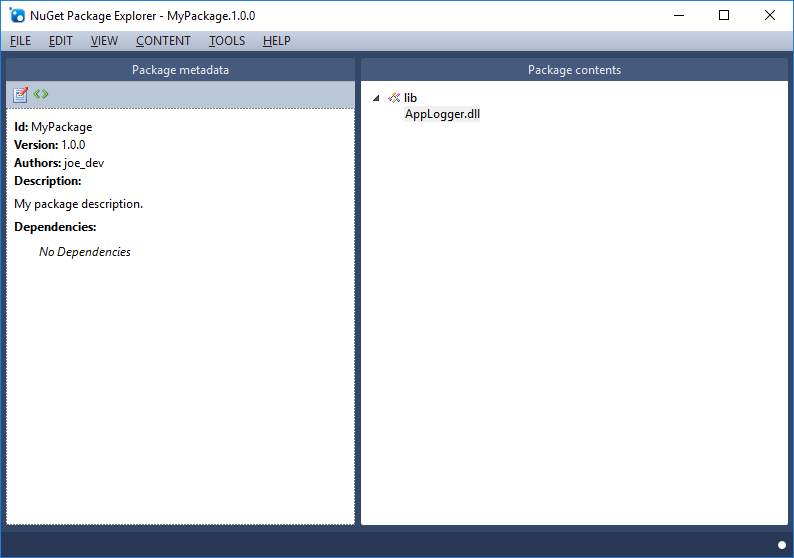 NuGet Package Explorer - MyPackage.1.0.0
FILE EDIT VIEW CONTENT TOOLS HELP
Package metadata
Id: MyPackage
Version: 1.0.0
Authors: joe_dev
Description:
My package description.
Dependencies:
No Dependencies
Package contents
lib
AppLogger.dll